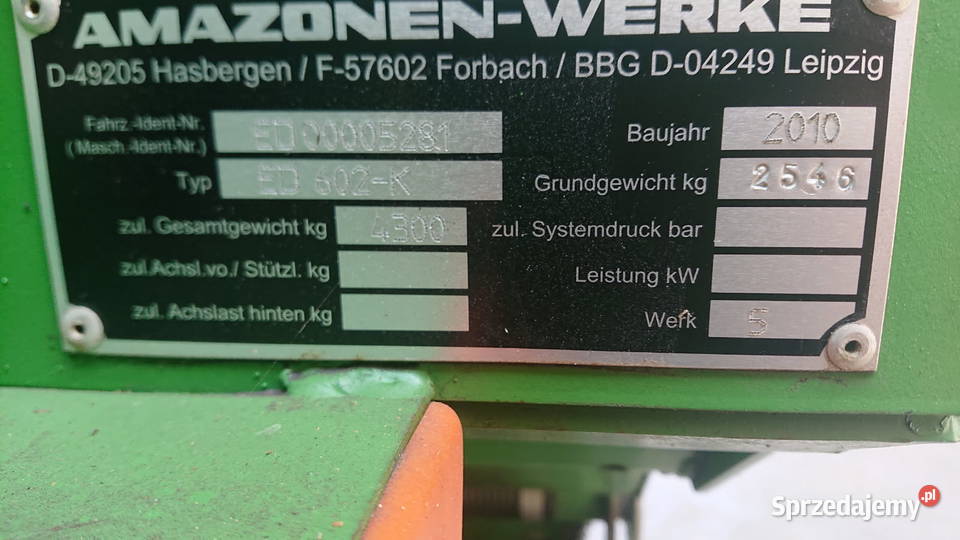 AMAZONEN-WERKE
D-49205 Hasbergen / F-57602 Forbach / BBG D-04249 Leipzig
Fahrz.-Ident-Nr.
( Masch.-Ident-Nr.) ED00005281
Baujahr 2010
Typ ED 602-K
Grundgewicht kg 2546
zul. Gesamtgewicht kg 4300
zul. Systemdruck bar
zul.Achsl.vo./ Stützl. kg
Leistung kW
zul. Achslast hinten kg
Werk 5
Sprzedajemy.pl